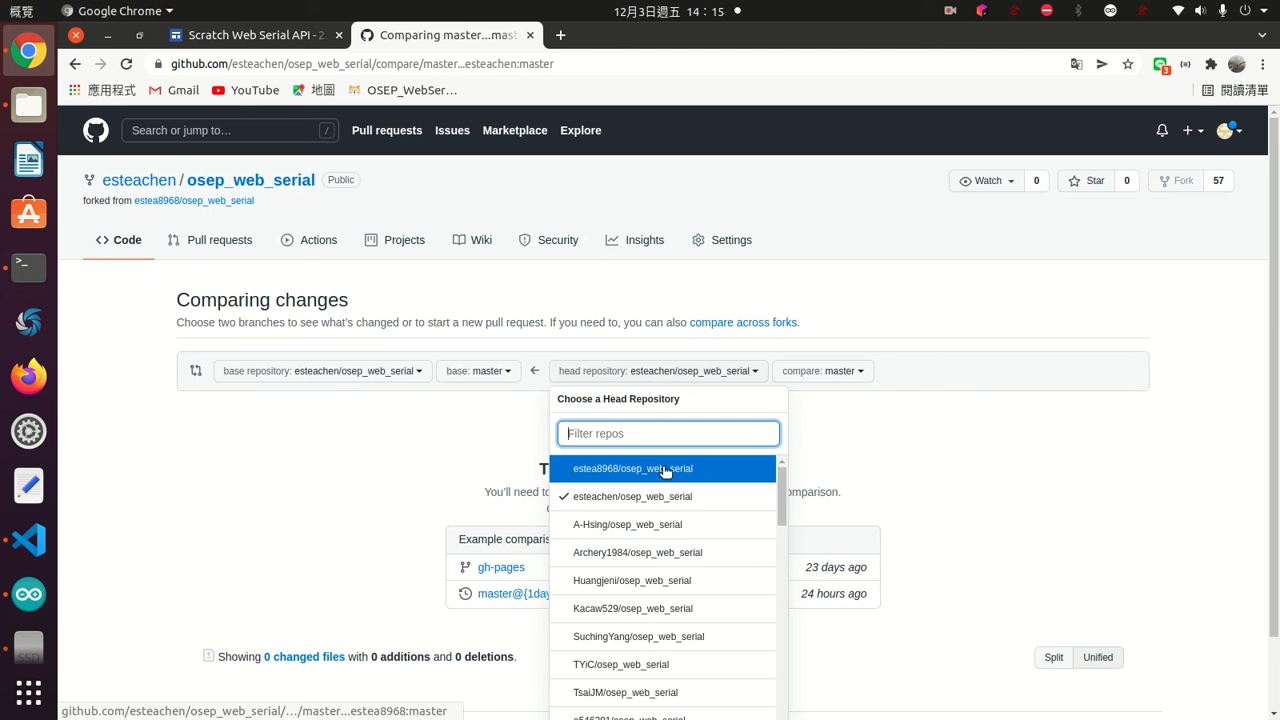 概覽
Google Chrome
12月3日週五 14：15
Scratch Web Serial API - 2.
Comparing master...mast
github.com/esteachen/osep_web_serial/compare/master...esteachen:master
3
應用程式
Gmail
YouTube
地圖
OSEP_WebSer…
閱讀清單
Search or jump to…
/
Pull requests
Issues
Marketplace
Explore
esteachen / osep_web_serial
Public
Watch
0
Star
0
Fork
57
forked from estea8968/osep_web_serial
Code
Pull requests
Actions
Projects
Wiki
Security
Insights
Settings
Comparing changes
Choose two branches to see what's changed or to start a new pull request. If you need to, you can also compare across forks.
base repository: esteachen/osep_web_serial
base: master
head repository: esteachen/osep_web_serial
compare: master
Choose a Head Repository
Filter repos
T
estea8968/osep_web_serial
You'll need to
omparison.
esteachen/osep_web_serial
A-Hsing/osep_web_serial
Example comparis
Archery1984/osep_web_serial
gh-pages
23 days ago
Huangjeni/osep_web_serial
master@{1day
24 hours ago
Kacaw529/osep_web_serial
SuchingYang/osep_web_serial
Showing 0 changed files with 0 additions and 0 deletions.
Split
Unified
TYiC/osep_web_serial
TsaiJM/osep_web_serial
github.com/esteachen/osep_web_serial/…/master...estea8968:master